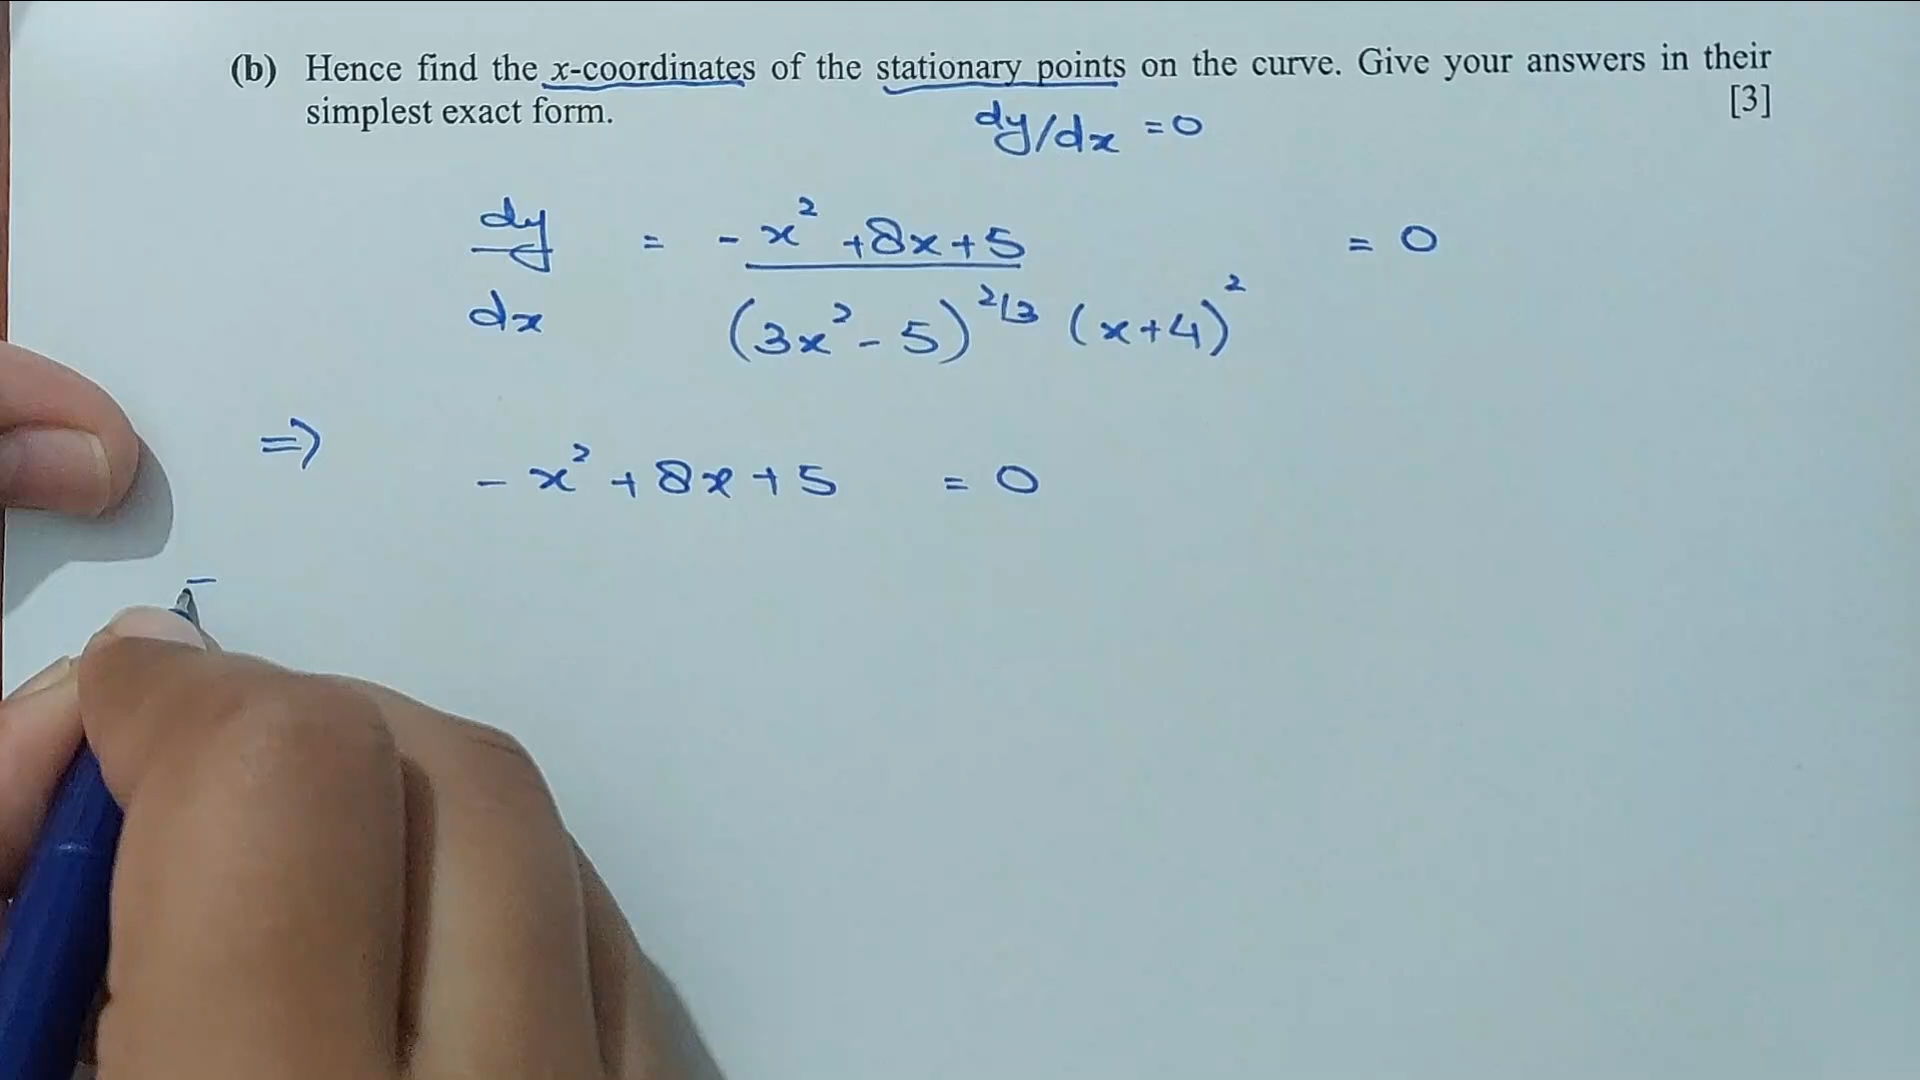 (b) Hence find the x-coordinates of the stationary points on the curve. Give your answers in their
simplest exact form. [3]
dy/dx = 0
dy/dx = -x² + 8x + 5 / (3x² - 5)^2/3 (x+4)² = 0
=> -x² + 8x + 5 = 0